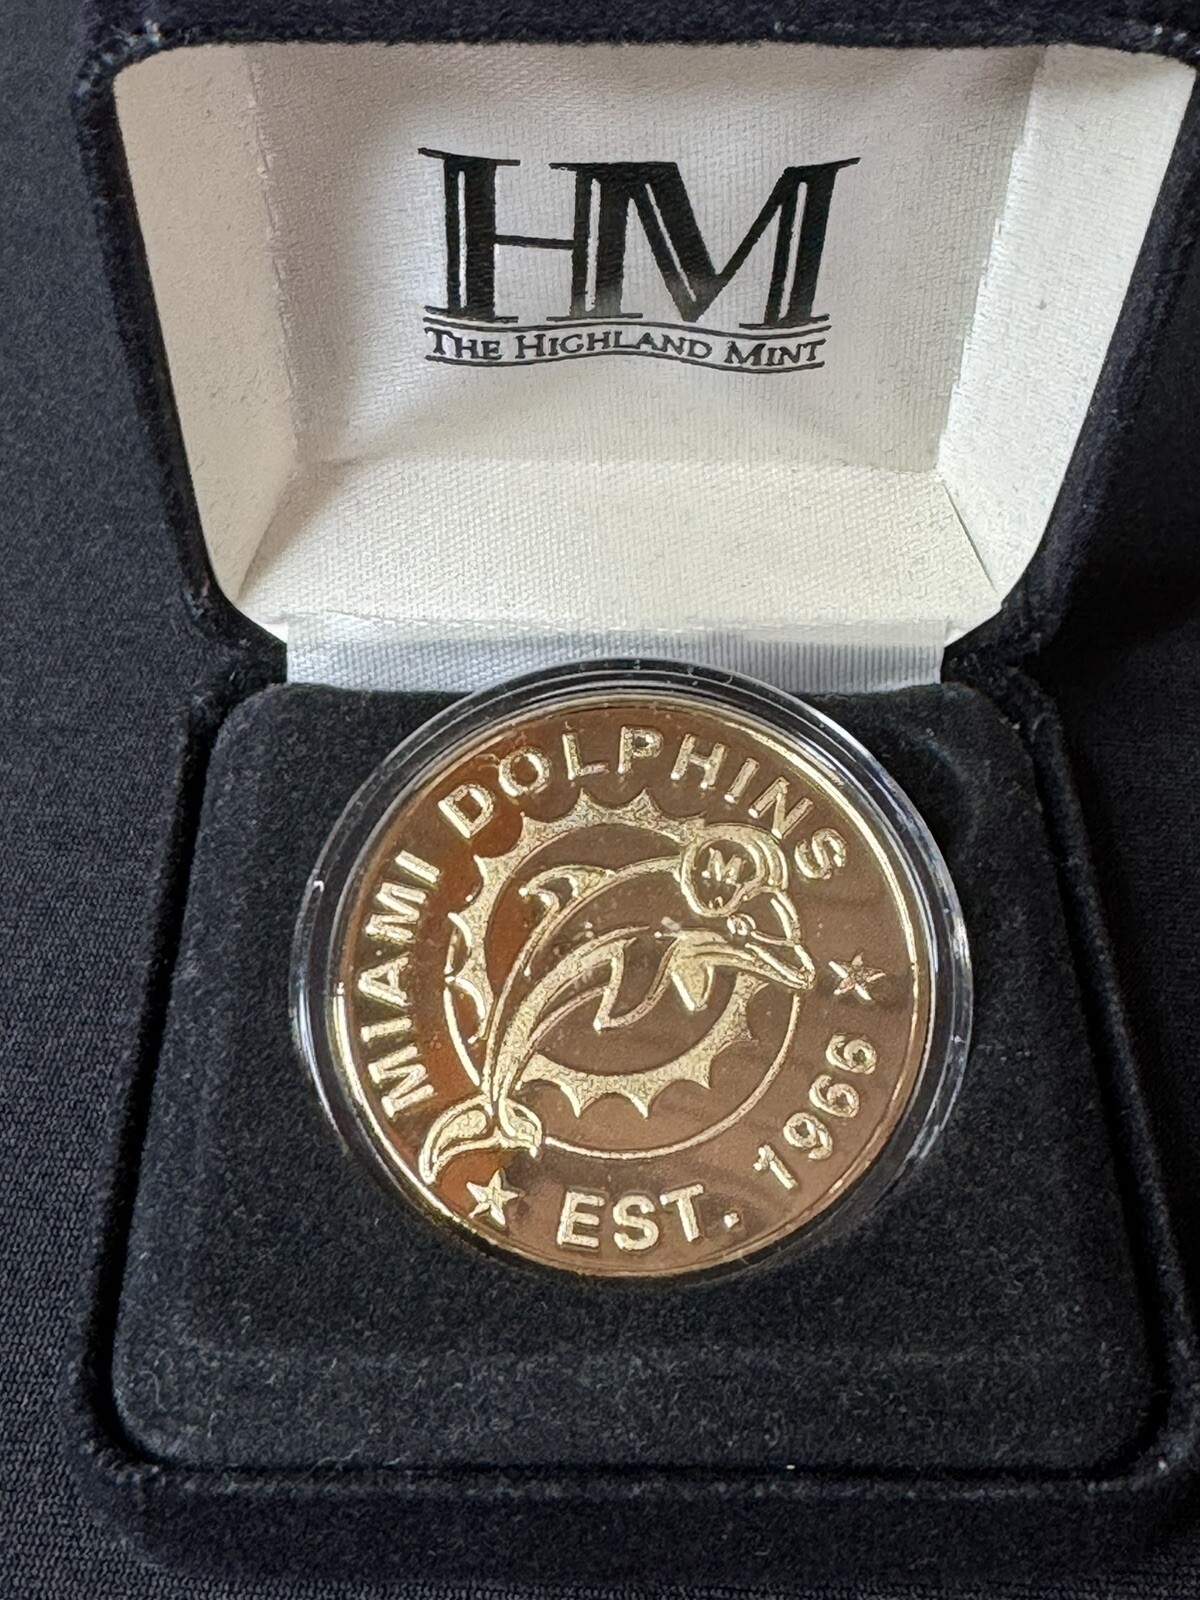 HM
THE HIGHLAND MINT
MIAMI DOLPHINS
M
EST. 1966